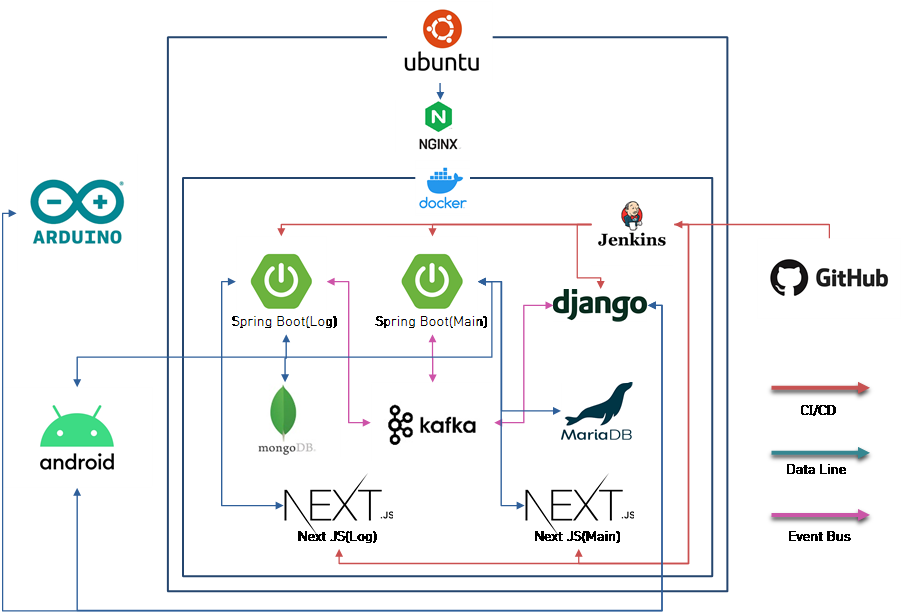 ubuntu
NGINX
docker
ARDUINO
Jenkins
GitHub
Spring Boot(Log)
Spring Boot(Main)
django
CI/CD
mongoDB
kafka
MariaDB
android
Data Line
NEXT.JS
NEXT.JS
Next JS(Log)
Next JS(Main)
Event Bus